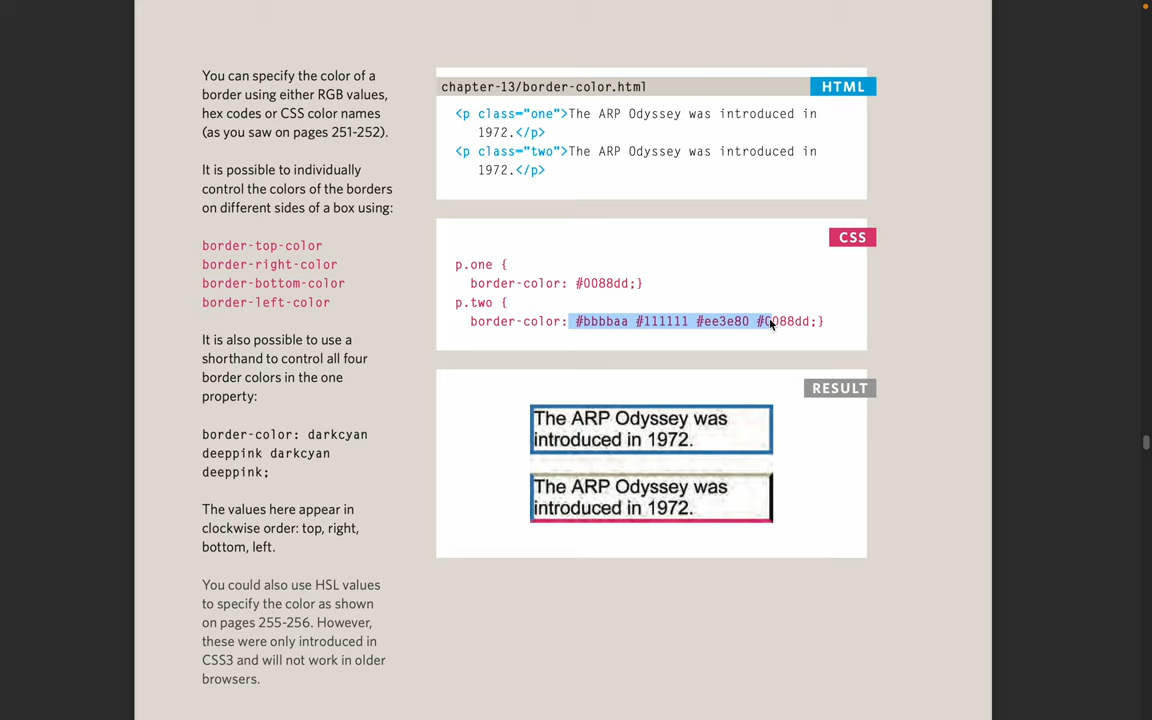 You can specify the color of a
border using either RGB values,
hex codes or CSS color names
(as you saw on pages 251-252).
It is possible to individually
control the colors of the borders
on different sides of a box using:
border-top-color
border-right-color
border-bottom-color
border-left-color
It is also possible to use a
shorthand to control all four
border colors in the one
property:
border-color: darkcyan
deeppink darkcyan
deeppink;
The values here appear in
clockwise order: top, right,
bottom, left.
You could also use HSL values
to specify the color as shown
on pages 255-256. However,
these were only introduced in
CSS3 and will not work in older
browsers.
chapter-13/border-color.html
HTML
<p class="one">The ARP Odyssey was introduced in
1972.</p>
<p class="two">The ARP Odyssey was introduced in
1972.</p>
CSS
p.one {
border-color: #0088dd;}
p.two {
border-color: #bbbbaa #111111 #ee3e80 #0088dd;}
RESULT
The ARP Odyssey was
introduced in 1972.
The ARP Odyssey was
introduced in 1972.